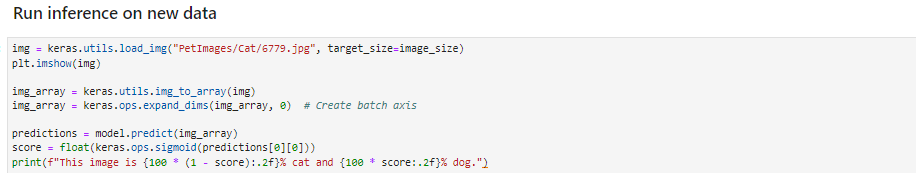 Run inference on new data
img = keras.utils.load_img("PetImages/Cat/6779.jpg", target_size=image_size)
plt.imshow(img)
img_array = keras.utils.img_to_array(img)
img_array = keras.ops.expand_dims(img_array, 0)  # Create batch axis
predictions = model.predict(img_array)
score = float(keras.ops.sigmoid(predictions[0][0]))
print(f"This image is {100 * (1 - score):.2f}% cat and {100 * score:.2f}% dog.")